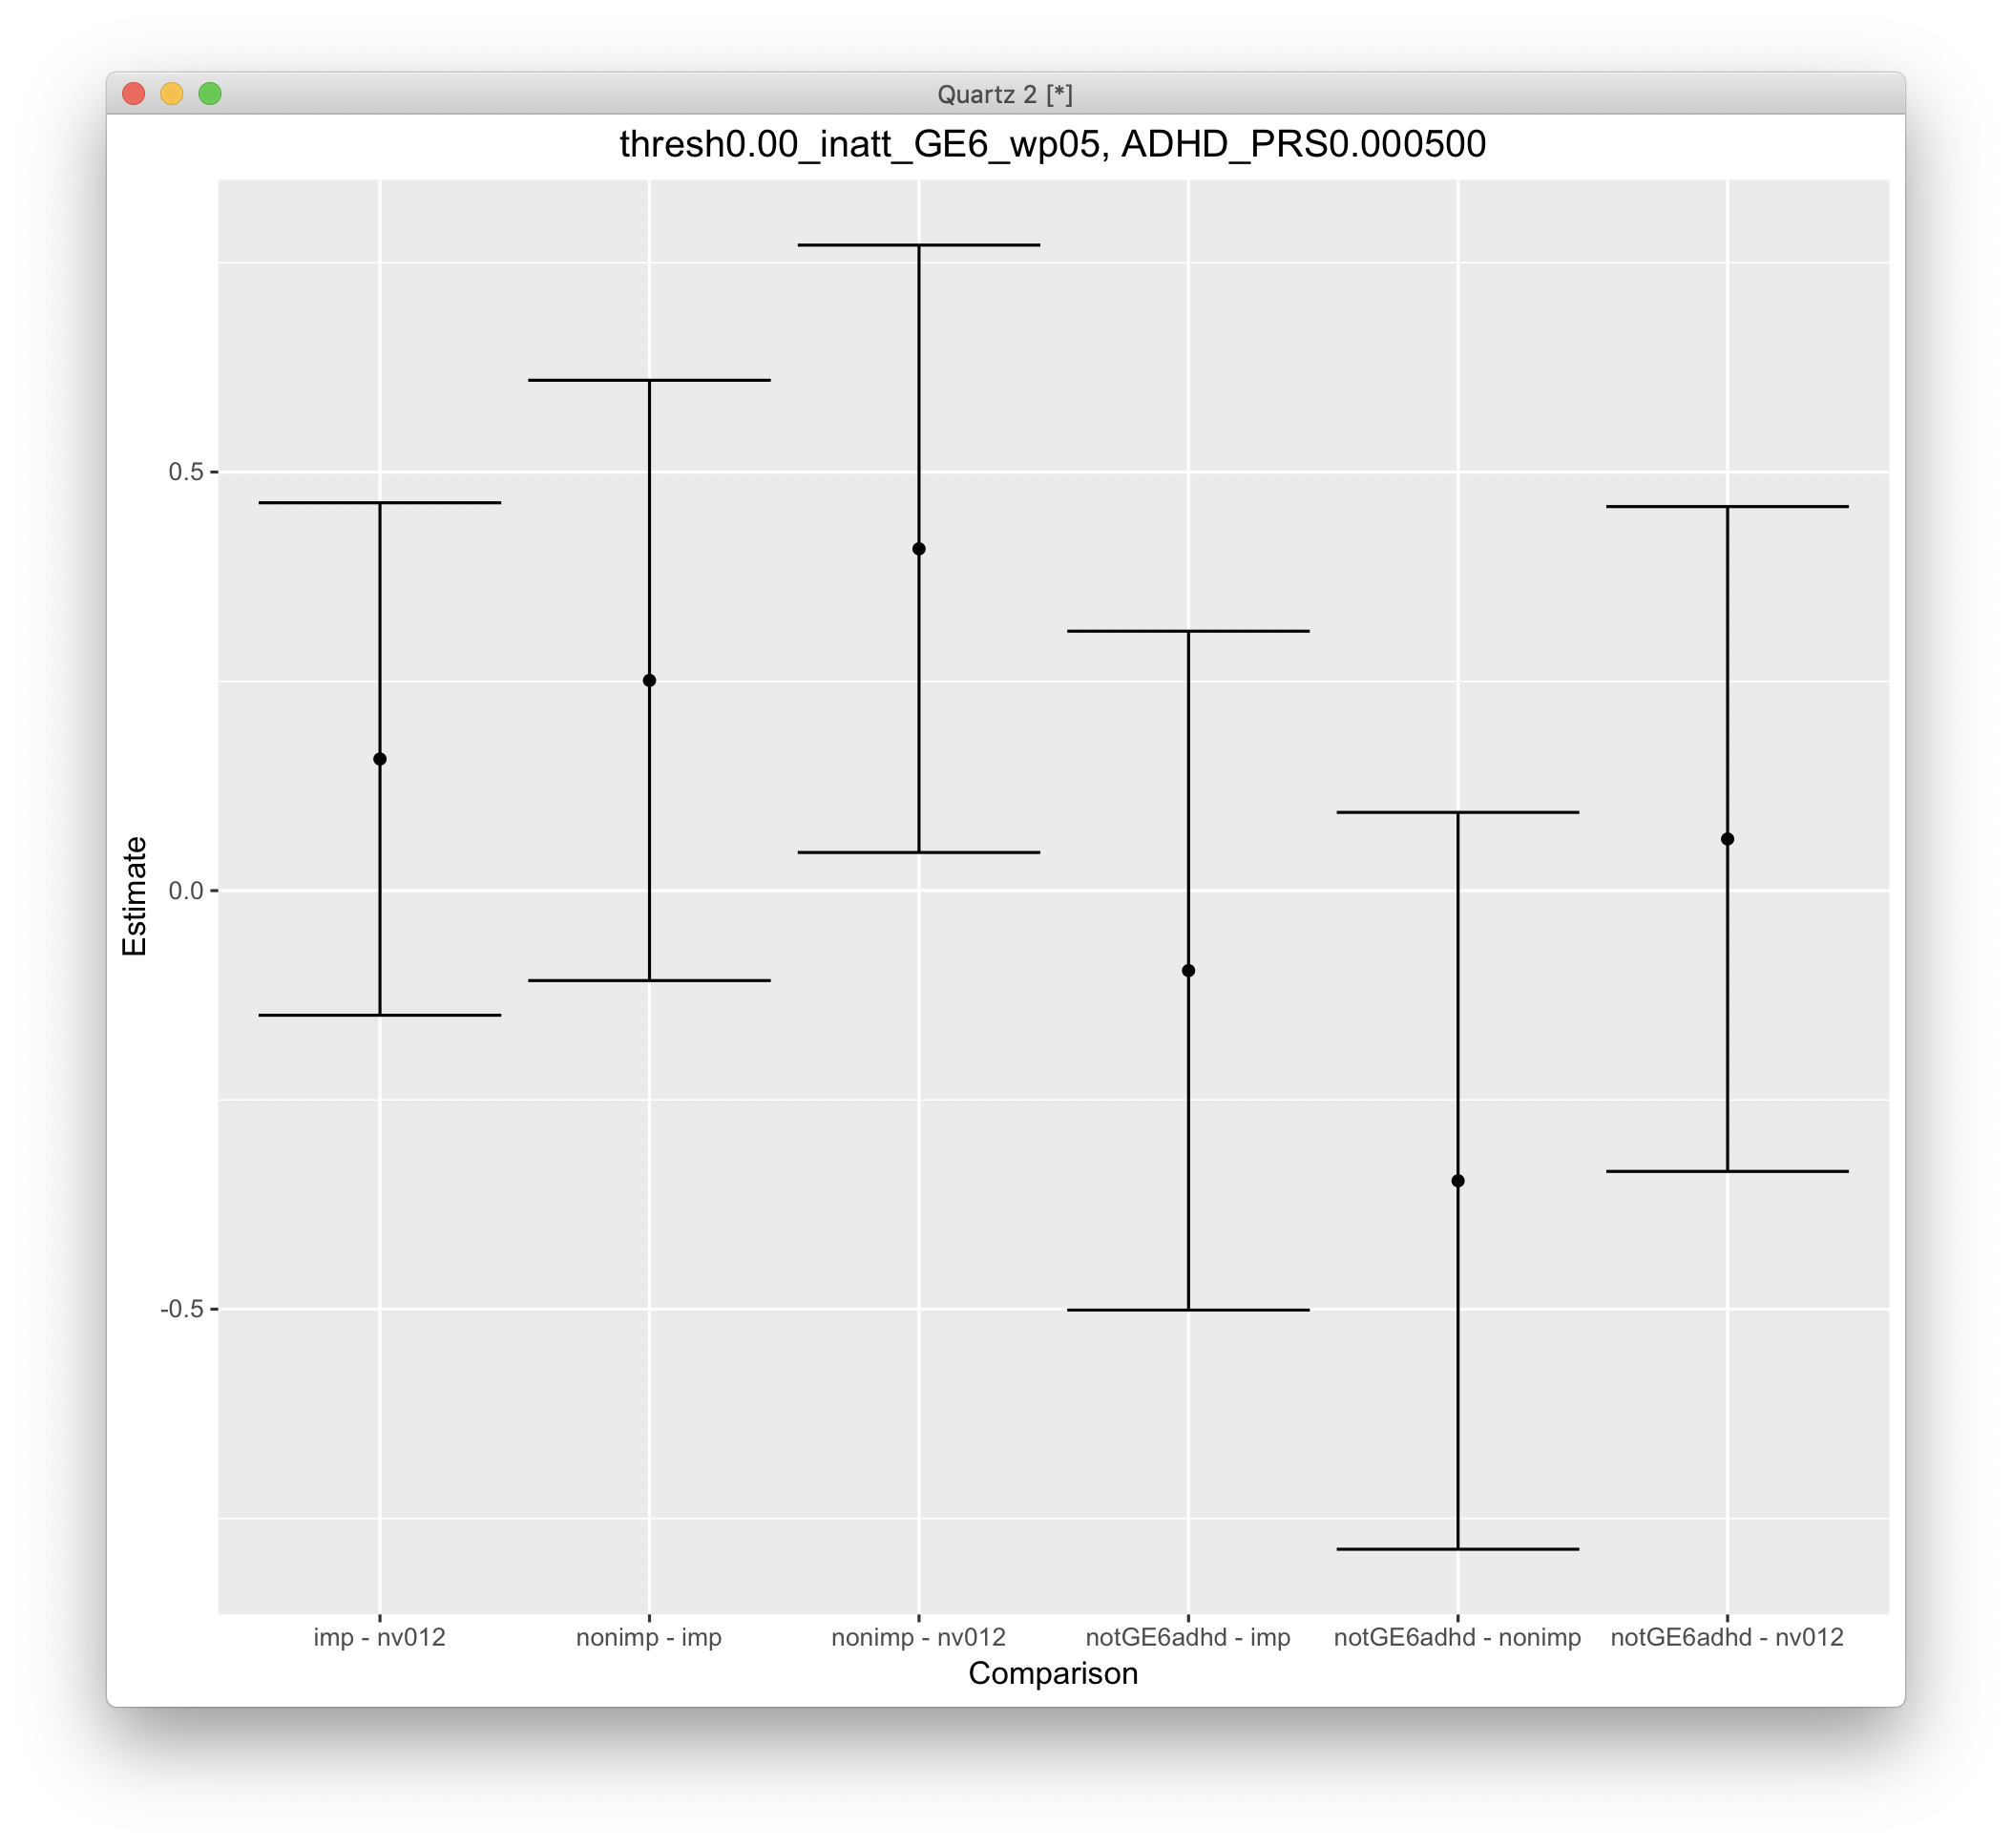 Quartz 2 [*]
thresh0.00_inatt_GE6_wp05, ADHD_PRS0.000500
Estimate
0.5
0.0
-0.5
imp - nv012
nonimp - imp
nonimp - nv012
notGE6adhd - imp
notGE6adhd - nonimp
notGE6adhd - nv012
Comparison